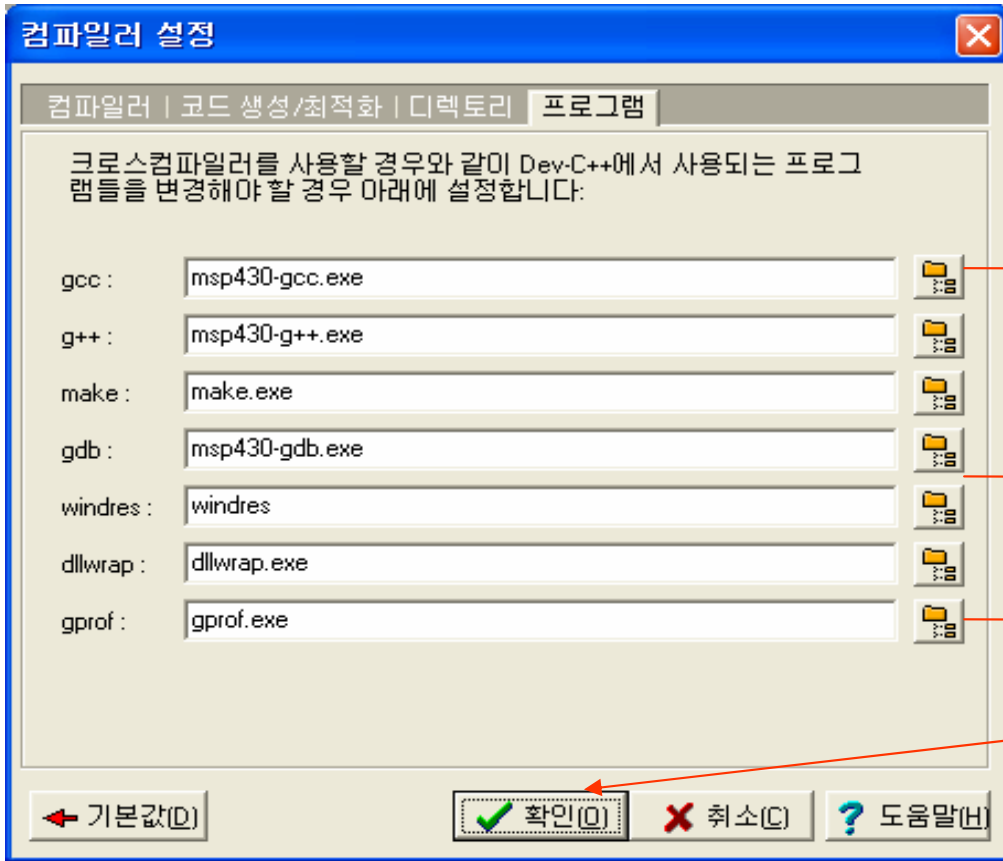 컴파일러 설정
컴파일러 | 코드 생성/최적화 | 디렉토리 프로그램
크로스컴파일러를 사용할 경우와 같이 Dev-C++에서 사용되는 프로그
램들을 변경해야 할 경우 아래에 설정합니다:
gcc : msp430-gcc.exe
g++ : msp430-g++.exe
make : make.exe
gdb : msp430-gdb.exe
windres : windres
dllwrap : dllwrap.exe
gprof : gprof.exe
기본값(D) 확인(O) 취소(C) ? 도움말(H)